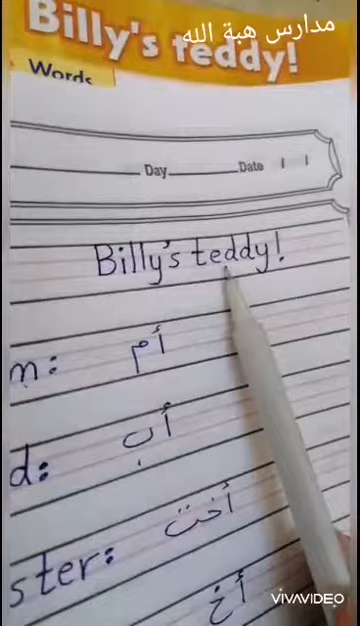 Billy's teddy!
مدارس هبة الله
Words
Day Date / /
Billy's teddy!
m: أم
d: أب
ster: أخت
أخ
VIVAVIDEO